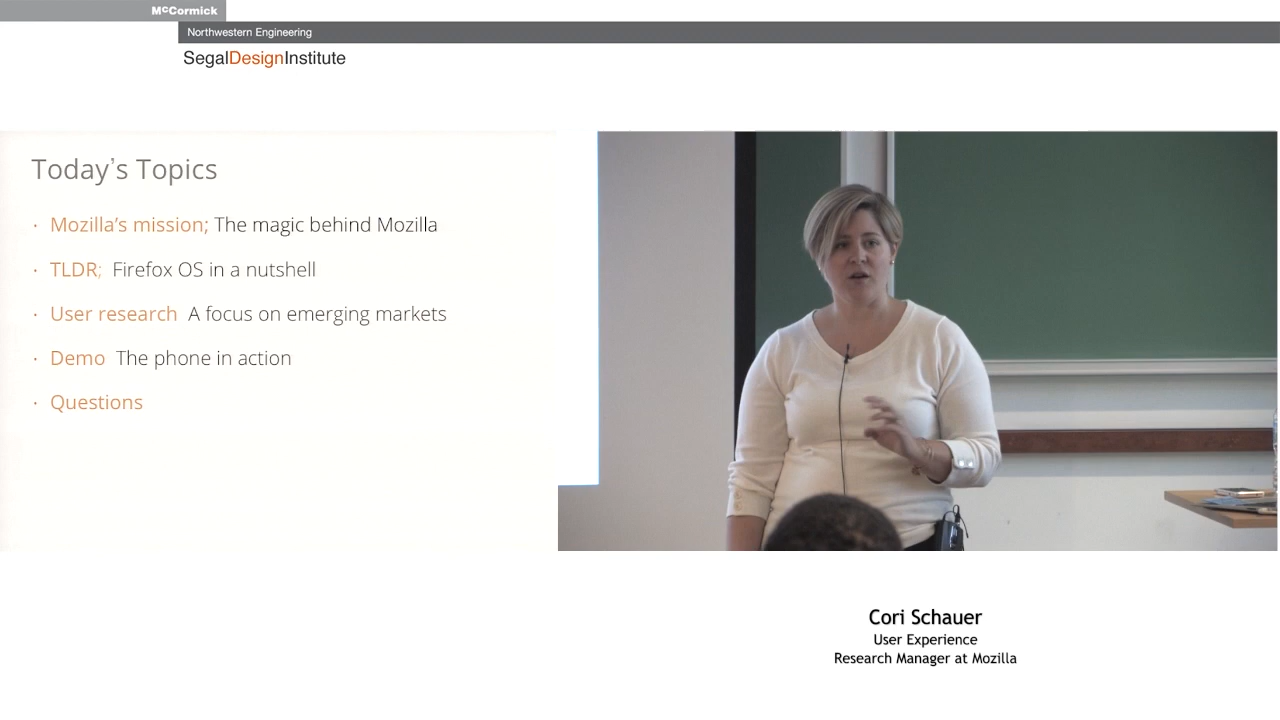 McCormick
Northwestern Engineering
SegalDesignInstitute
Today's Topics
· Mozilla's mission; The magic behind Mozilla
· TLDR; Firefox OS in a nutshell
· User research A focus on emerging markets
· Demo The phone in action
· Questions
Cori Schauer
User Experience
Research Manager at Mozilla